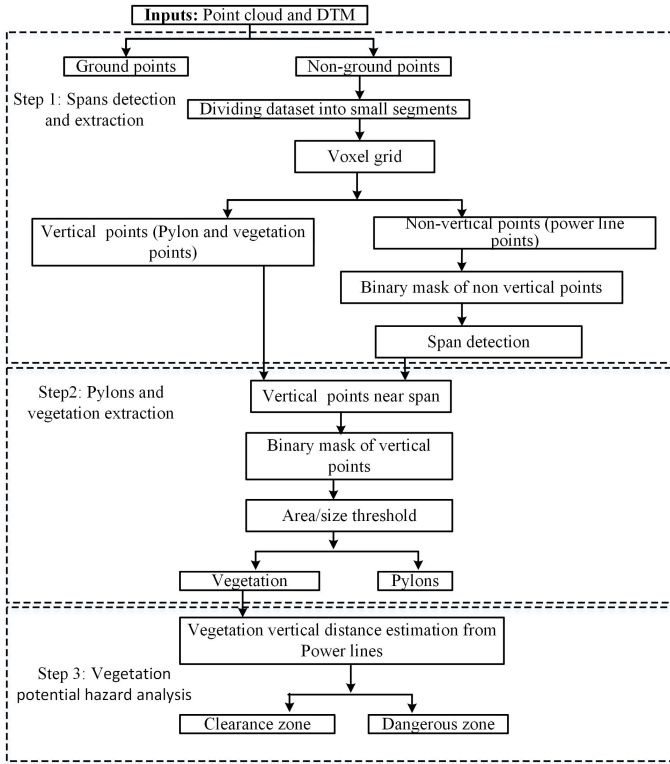 Inputs: Point cloud and DTM
Ground points
Non-ground points
Step 1: Spans detection
and extraction
Dividing dataset into small segments
Voxel grid
Vertical points (Pylon and vegetation
points)
Non-vertical points (power line
points)
Binary mask of non vertical points
Span detection
Step2: Pylons and
vegetation extraction
Vertical points near span
Binary mask of vertical
points
Area/size threshold
Vegetation
Pylons
Vegetation vertical distance estimation from
Power lines
Step 3: Vegetation
potential hazard analysis
Clearance zone
Dangerous zone